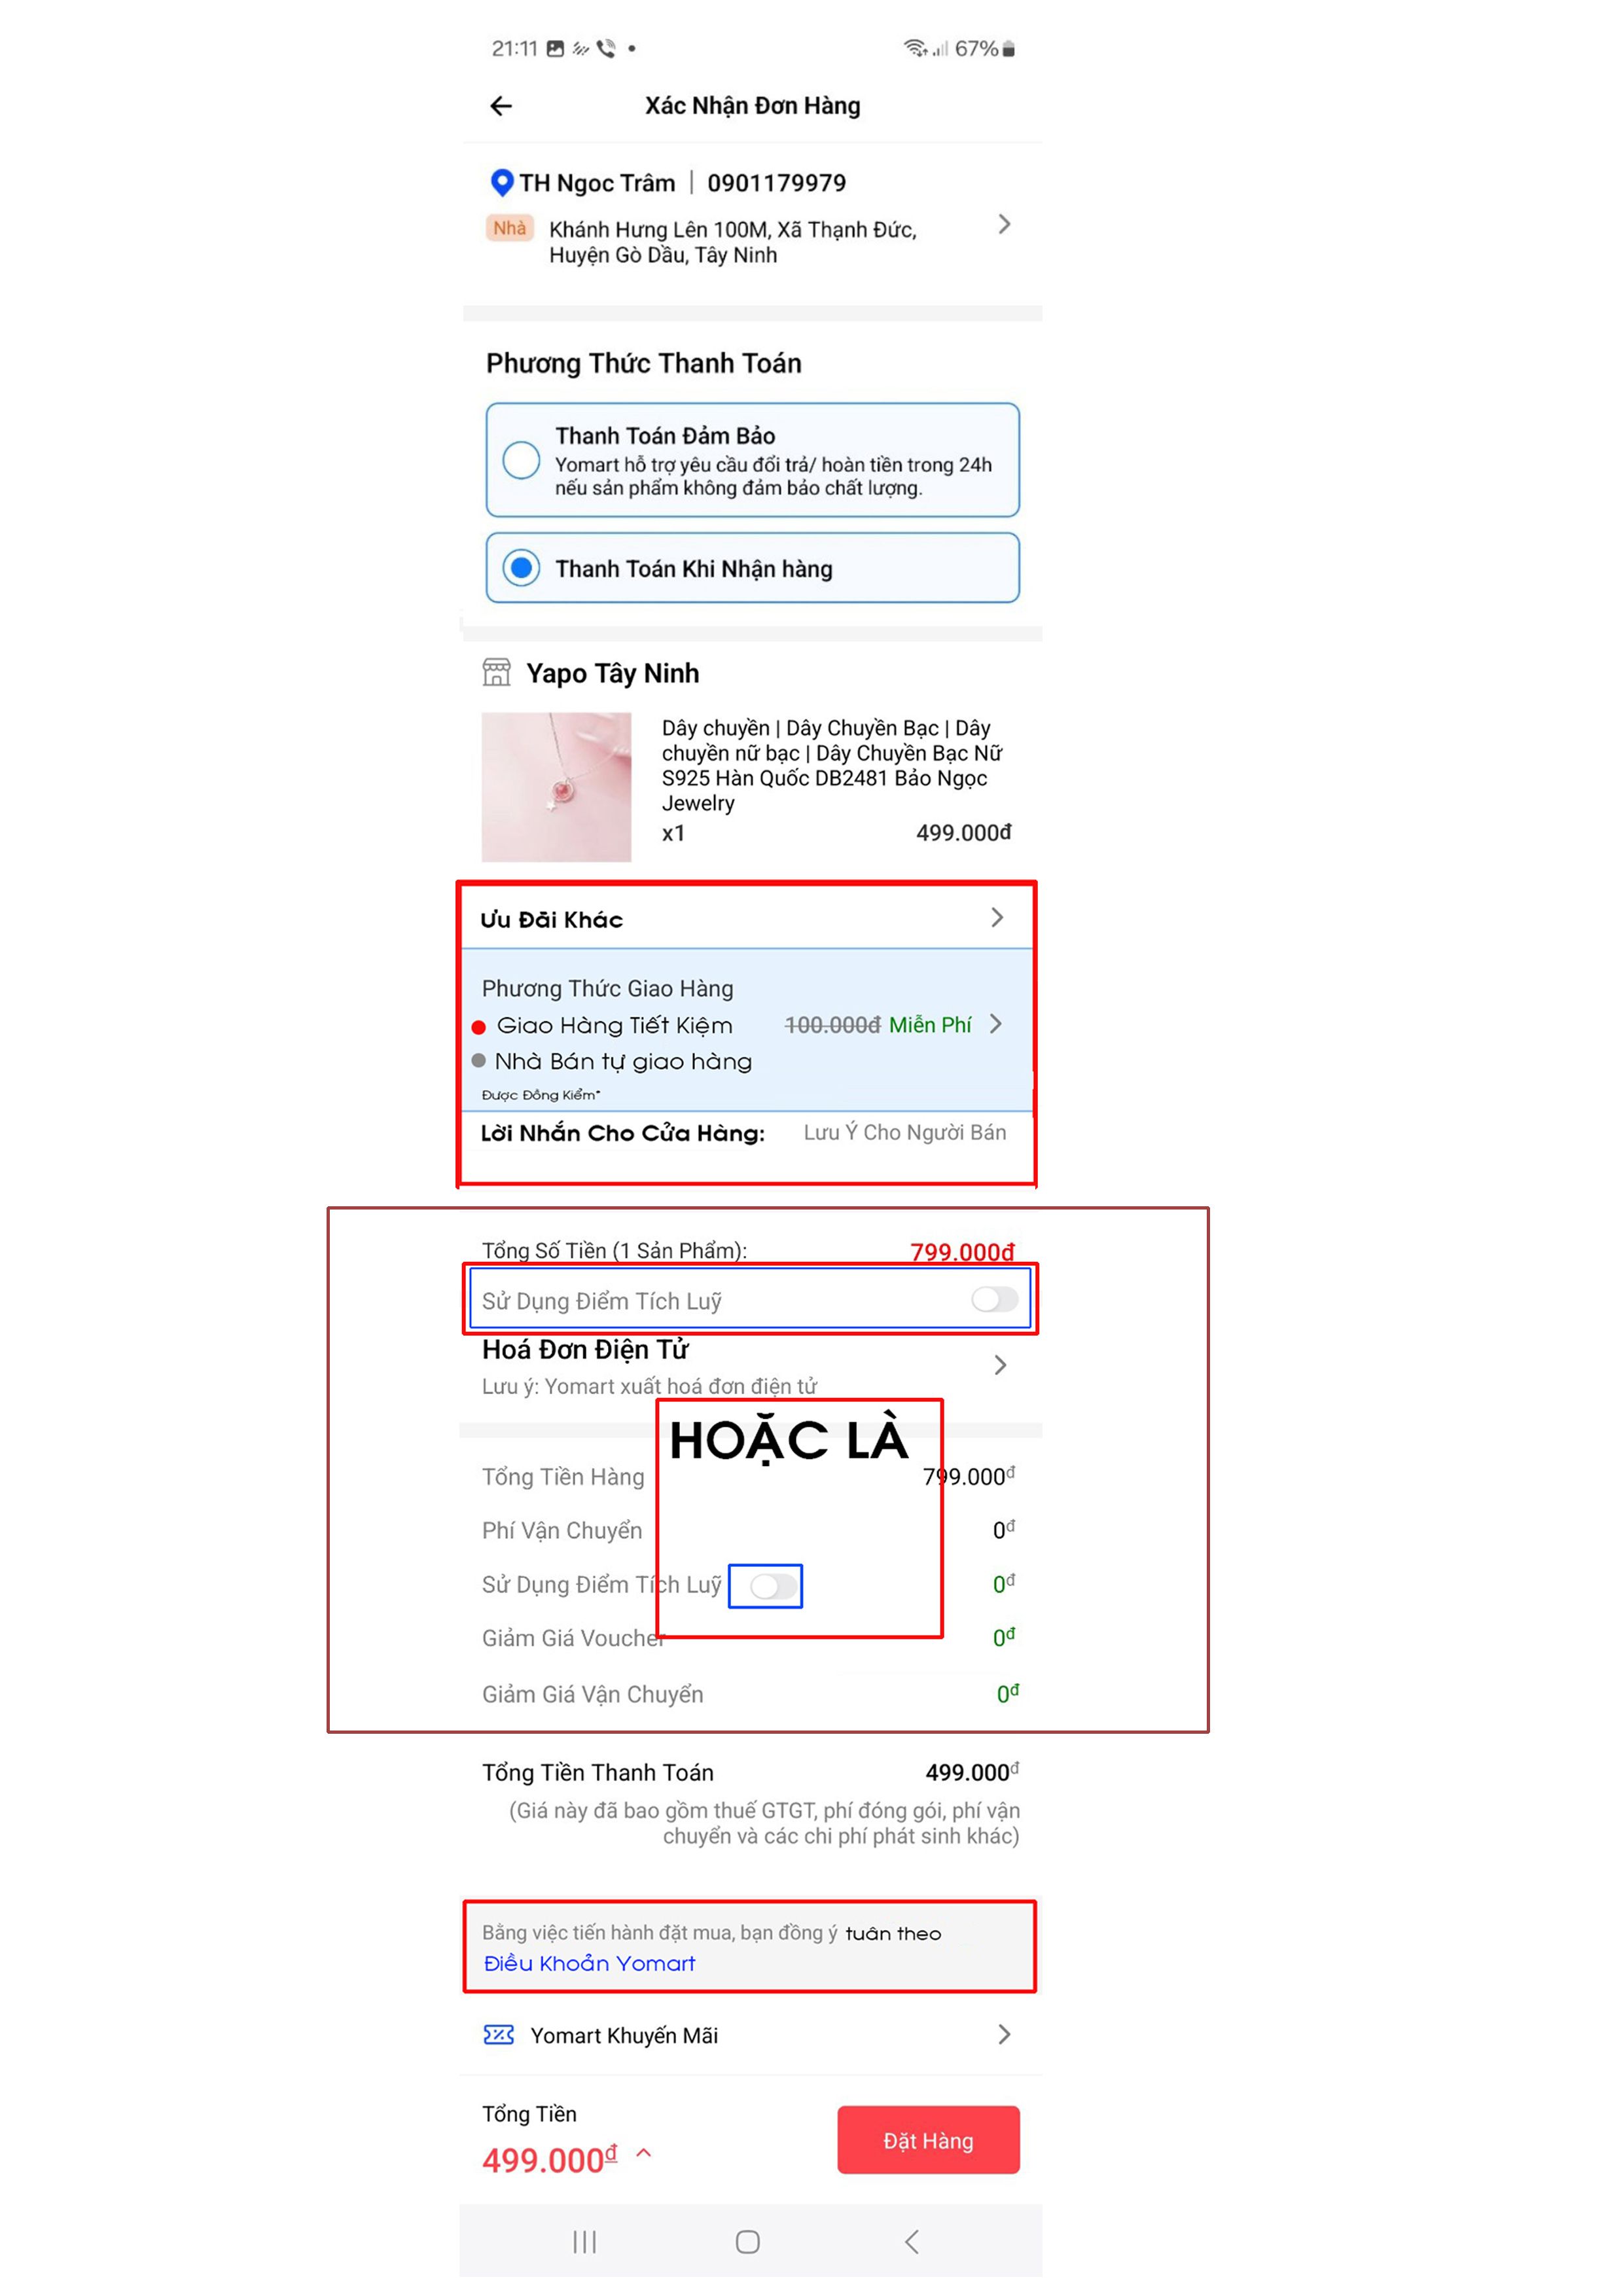 21:11
67%
Xác Nhận Đơn Hàng
TH Ngoc Trâm | 0901179979
Nhà
Khánh Hưng Lên 100M, Xã Thạnh Đức,
Huyện Gò Dầu, Tây Ninh
Phương Thức Thanh Toán
Thanh Toán Đảm Bảo
Yomart hỗ trợ yêu cầu đổi trả/ hoàn tiền trong 24h
nếu sản phẩm không đảm bảo chất lượng.
Thanh Toán Khi Nhận hàng
Yapo Tây Ninh
Dây chuyền | Dây Chuyền Bạc | Dây
chuyền nữ bạc | Dây Chuyền Bạc Nữ
S925 Hàn Quốc DB2481 Bảo Ngọc
Jewelry
x1 499.000đ
Ưu Đãi Khác
Phương Thức Giao Hàng
Giao Hàng Tiết Kiệm 100.000đ Miễn Phí
Nhà Bán tự giao hàng
Được Đồng Kiểm*
Lời Nhắn Cho Cửa Hàng: Lưu Ý Cho Người Bán
Tổng Số Tiền (1 Sản Phẩm): 799.000đ
Sử Dụng Điểm Tích Luỹ
Hoá Đơn Điện Tử
Lưu ý: Yomart xuất hoá đơn điện tử
HOẶC LÀ
Tổng Tiền Hàng 799.000đ
Phí Vận Chuyển 0đ
Sử Dụng Điểm Tích Luỹ 0đ
Giảm Giá Voucher 0đ
Giảm Giá Vận Chuyển 0đ
Tổng Tiền Thanh Toán 499.000đ
(Giá này đã bao gồm thuế GTGT, phí đóng gói, phí vận
chuyển và các chi phí phát sinh khác)
Bằng việc tiến hành đặt mua, bạn đồng ý tuân theo
Điều Khoản Yomart
Yomart Khuyến Mãi
Tổng Tiền
499.000đ
Đặt Hàng